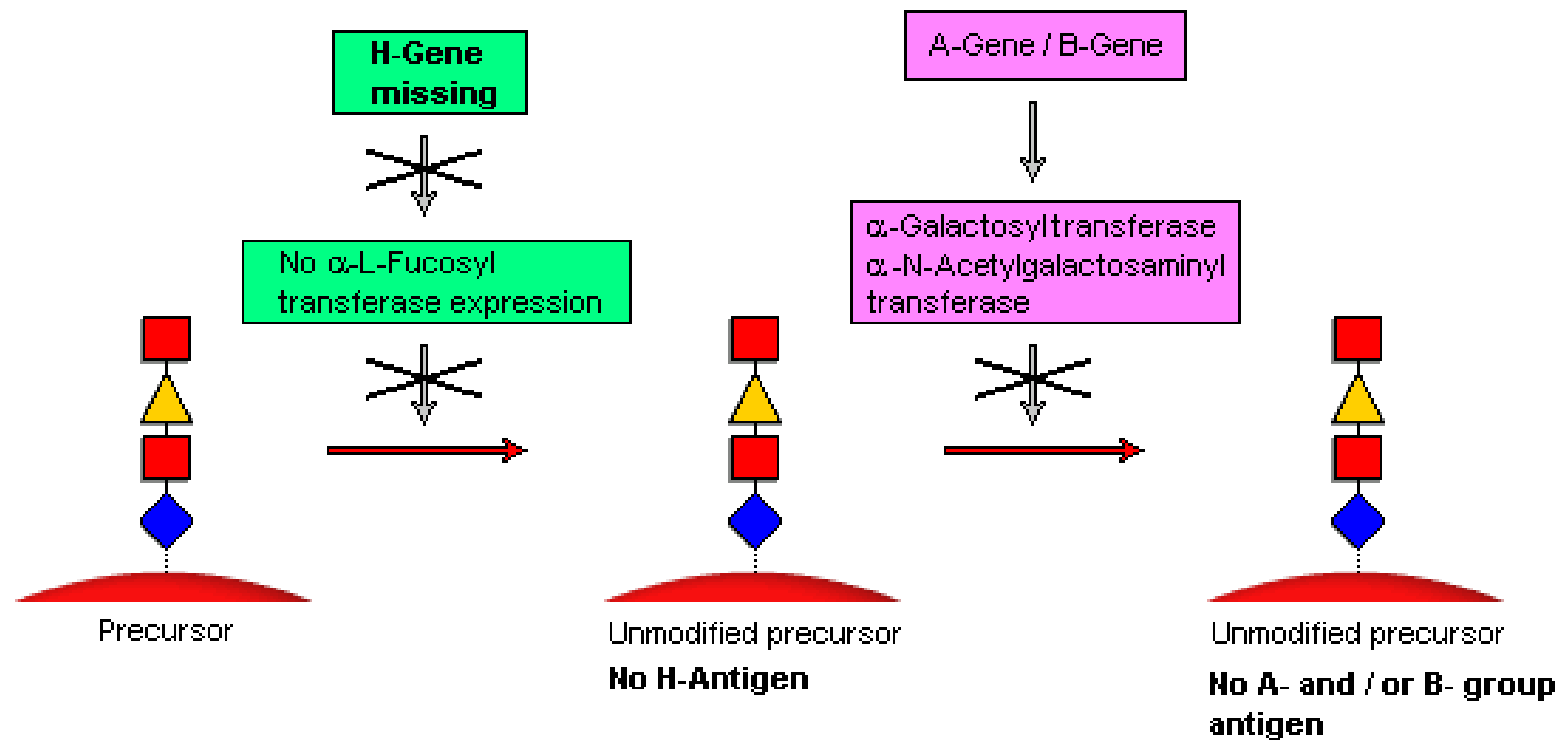 H-Gene
missing
A-Gene / B-Gene
No α-L-Fucosyl
transferase expression
α-Galactosyltransferase
α-N-Acetylgalactosaminyl
transferase
Precursor
Unmodified precursor
No H-Antigen
Unmodified precursor
No A- and / or B- group
antigen